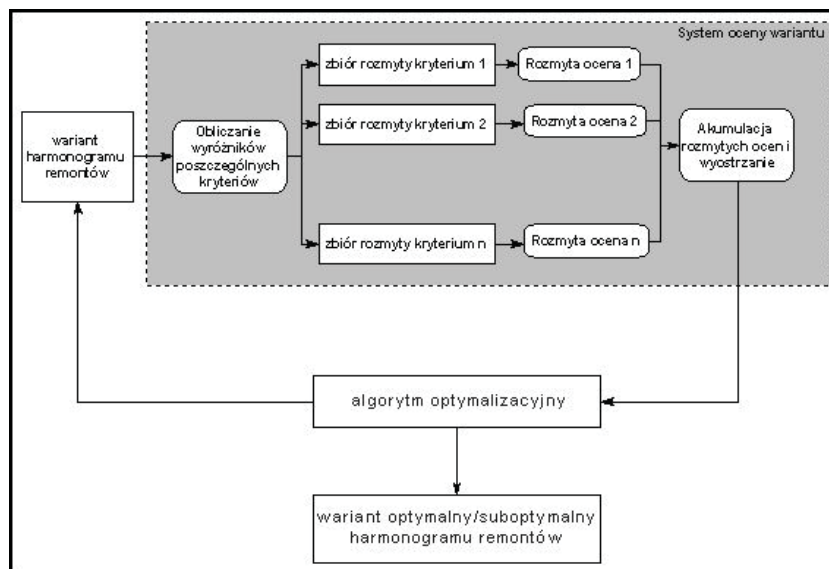 System oceny wariantu
wariant
harmonogramu
remontów
Obliczanie
wyróżników
poszczególnych
kryteriów
zbiór rozmyty kryterium 1
Rozmyta ocena 1
zbiór rozmyty kryterium 2
Rozmyta ocena 2
zbiór rozmyty kryterium n
Rozmyta ocena n
Akumulacja
rozmytych ocen i
wyostrzanie
algorytm optymalizacyjny
wariant optymalny/suboptymalny
harmonogramu remontów